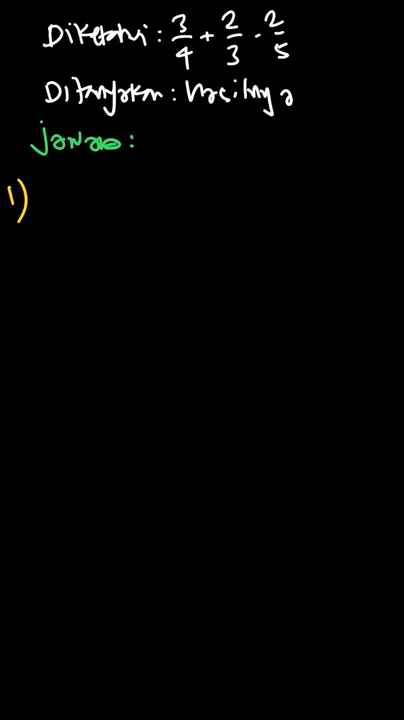 Diketahui : 3/4 + 2/3 · 2/5
Ditanyakan : Hasilnya
Jawab :
1)